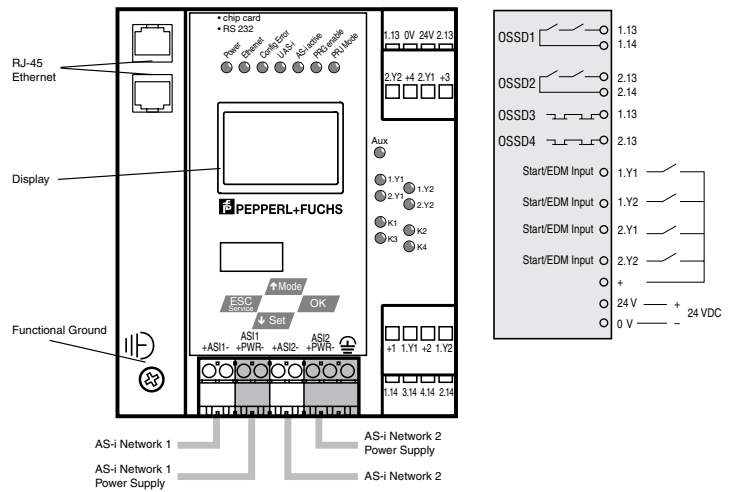 • chip card
• RS 232
Power
Ethernet
Config Error
U AS-i
AS-i active
PRG enable
PRJ Mode
1.13 0V 24V 2.13
2.Y2 +4 2.Y1 +3
RJ-45
Ethernet
Display
Aux
1.Y1
1.Y2
2.Y1
2.Y2
K1
K2
K3
K4
PEPPERL+FUCHS
↑ Mode
ESC
Service
OK
↓ Set
Functional Ground
+ASI1-
ASI1
+PWR-
+ASI2-
ASI2
+PWR-
+1 1.Y1 +2 1.Y2
1.14 3.14 4.14 2.14
AS-i Network 1
AS-i Network 1
Power Supply
AS-i Network 2
Power Supply
AS-i Network 2
OSSD1
1.13
1.14
OSSD2
2.13
2.14
OSSD3
1.13
OSSD4
2.13
Start/EDM Input 1.Y1
Start/EDM Input 1.Y2
Start/EDM Input 2.Y1
Start/EDM Input 2.Y2
+
24 V +
24 VDC
0 V −